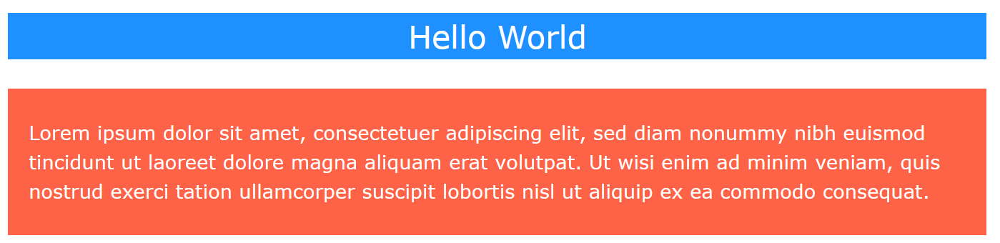 Hello World
Lorem ipsum dolor sit amet, consectetuer adipiscing elit, sed diam nonummy nibh euismod
tincidunt ut laoreet dolore magna aliquam erat volutpat. Ut wisi enim ad minim veniam, quis
nostrud exerci tation ullamcorper suscipit lobortis nisl ut aliquip ex ea commodo consequat.